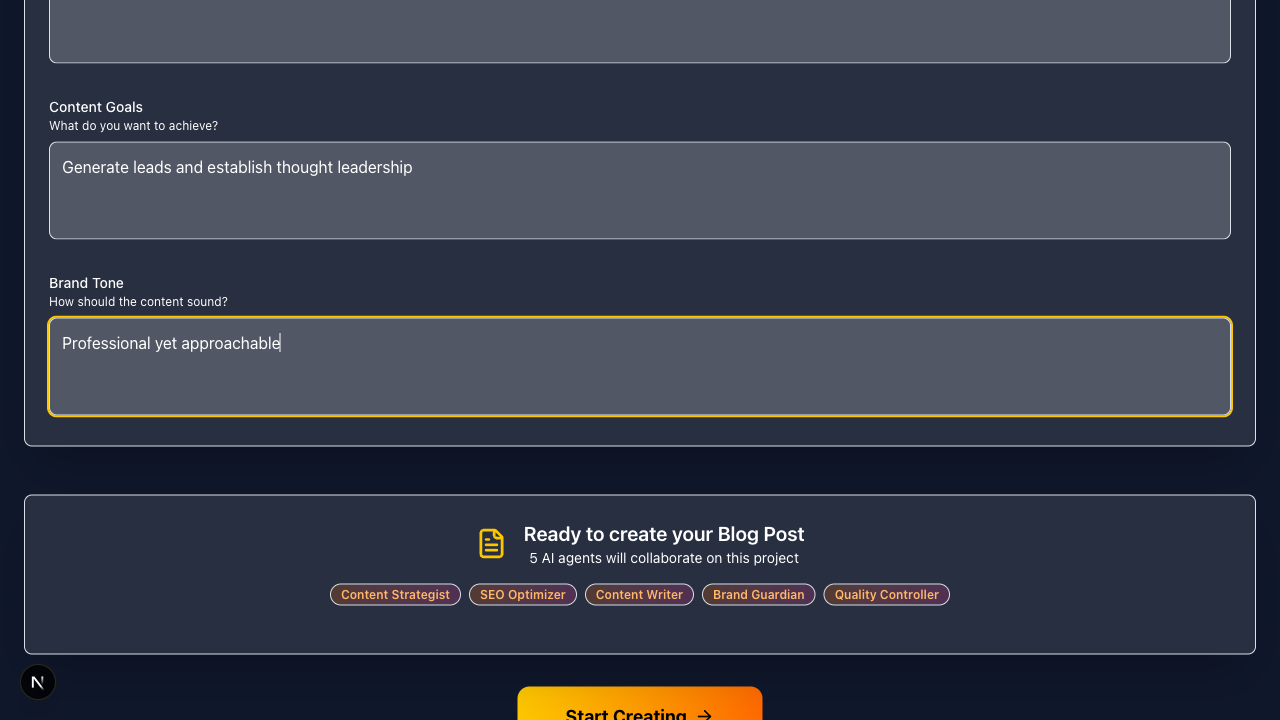 Content Goals
What do you want to achieve?
Generate leads and establish thought leadership
Brand Tone
How should the content sound?
Professional yet approachable
Ready to create your Blog Post
5 AI agents will collaborate on this project
Content Strategist SEO Optimizer Content Writer Brand Guardian Quality Controller
N
Start Creating →